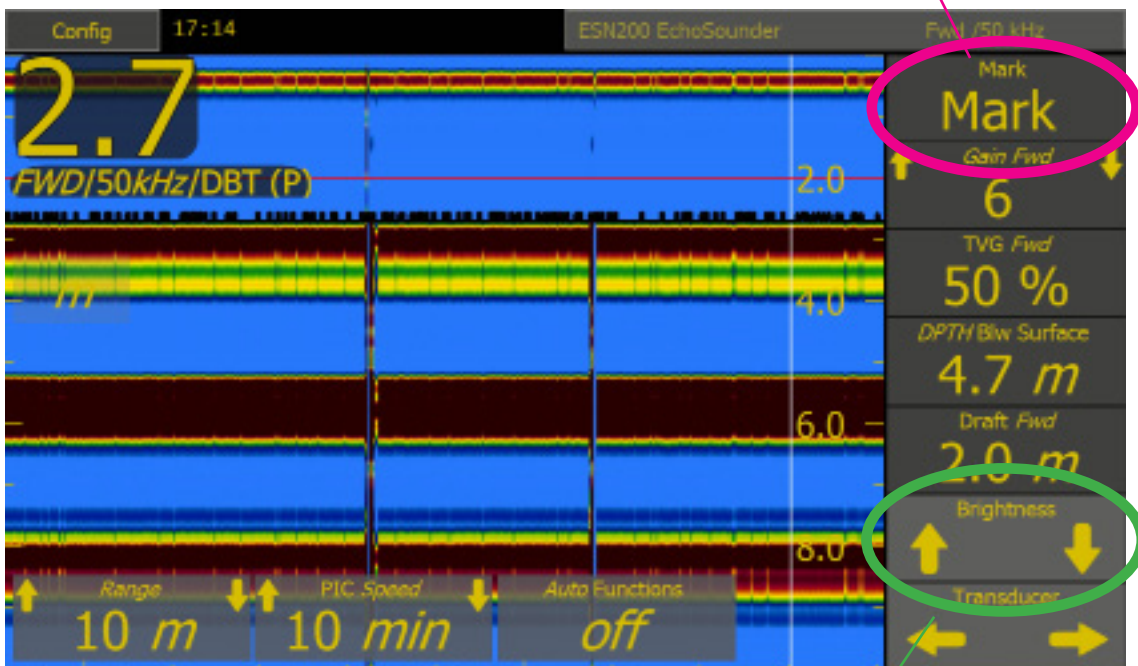 Config 17:14 ESN200 EchoSounder Fwd /50 kHz
2.7
FWD/50kHz/DBT (P)
m
2.0
4.0
6.0
8.0
Mark
Mark
Gain Fwd
6
TVG Fwd
50 %
DPTH Blw Surface
4.7 m
Draft Fwd
2.0 m
Brightness
Transducer
Range
10 m
PIC Speed
10 min
Auto Functions
off